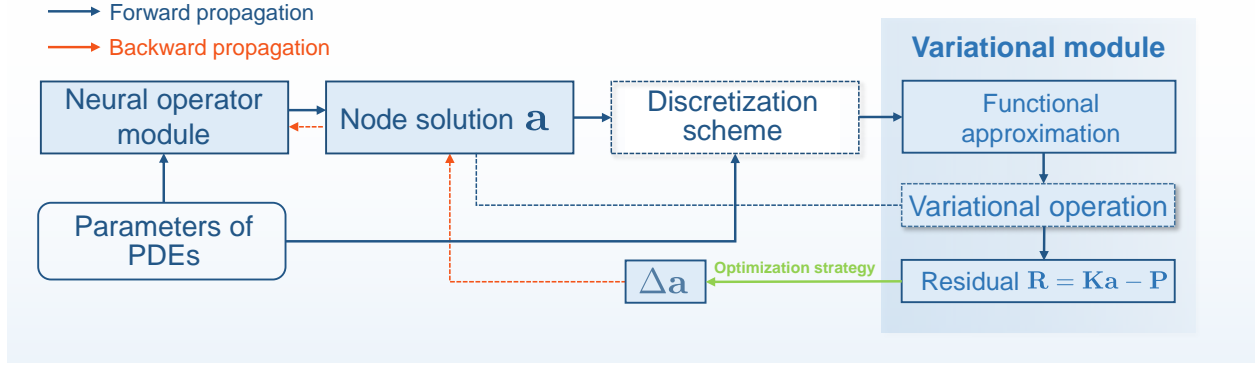 Forward propagation
Backward propagation
Variational module
Neural operator
module
Node solution a
Discretization
scheme
Functional
approximation
Parameters of
PDEs
Variational operation
Δa
Optimization strategy
Residual R = Ka − P